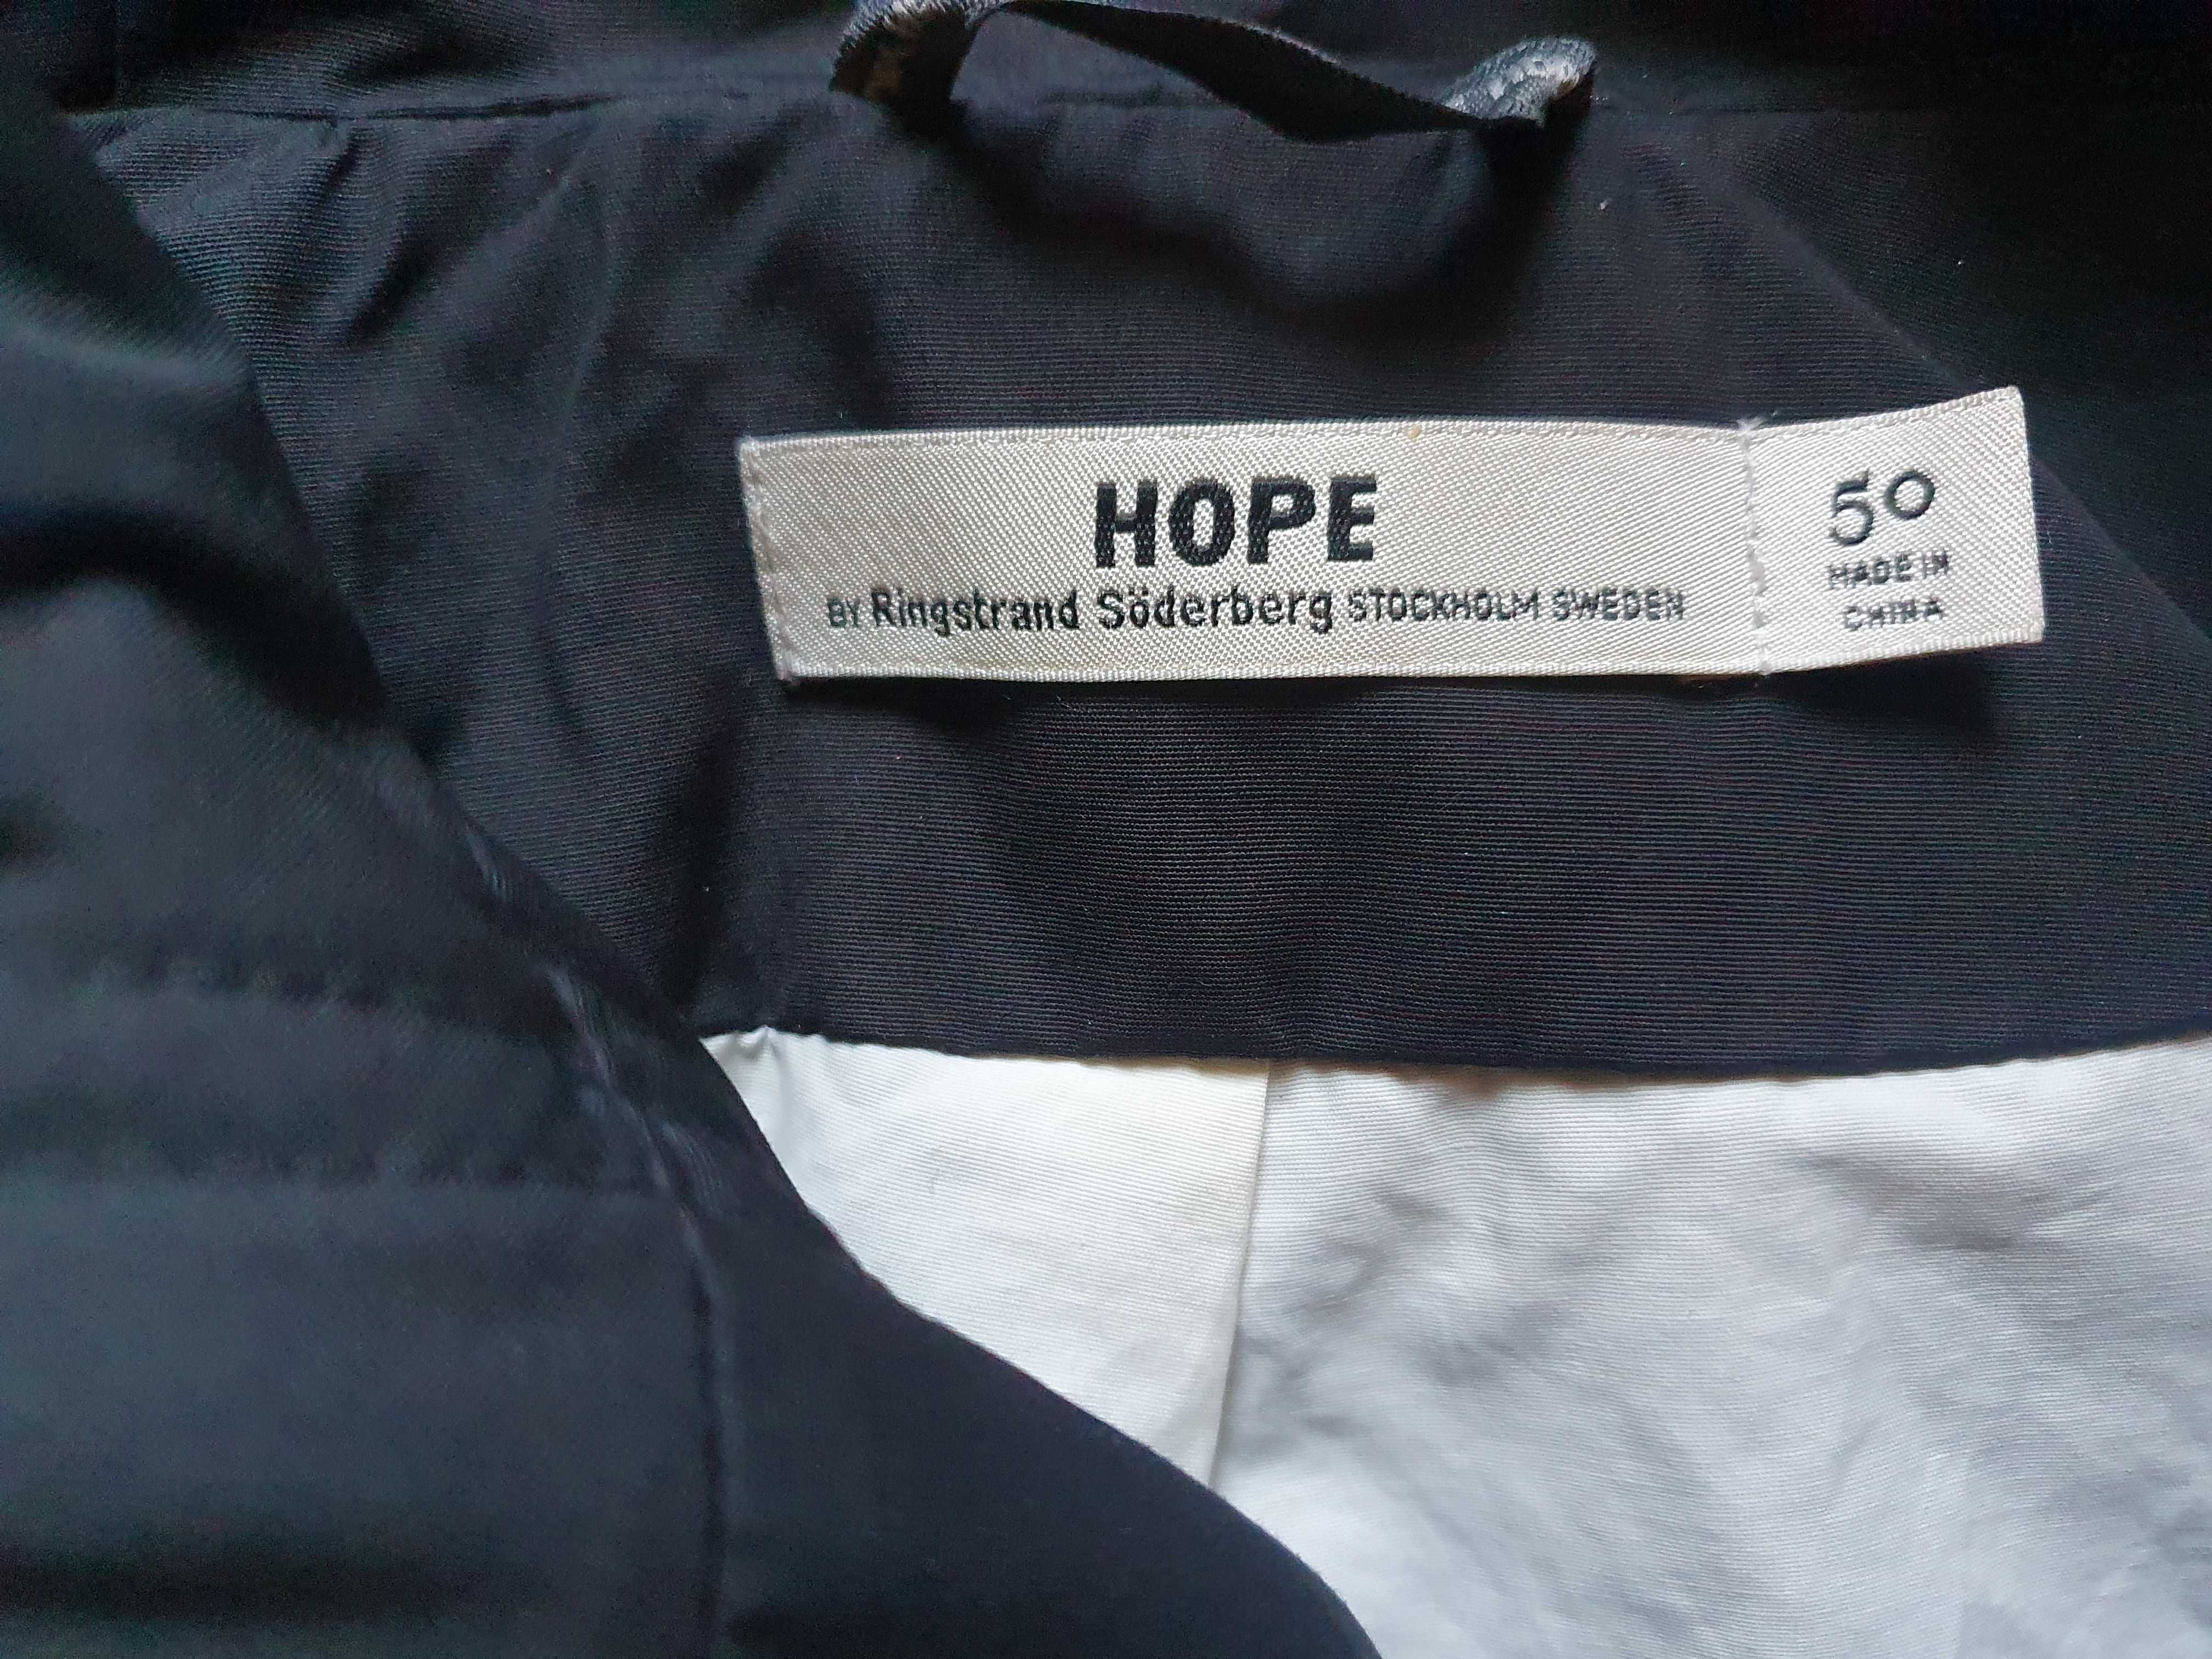 HOPE
BY Ringstrand Söderberg STOCKHOLM SWEDEN
50
MADE IN
CHINA